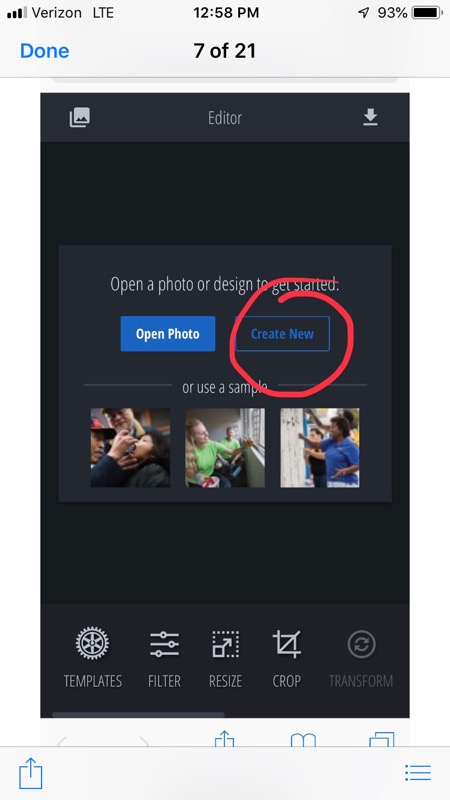 Verizon LTE 12:58 PM 93%
Done 7 of 21
Editor
Open a photo or design to get started.
Open Photo Create New
or use a sample
TEMPLATES FILTER RESIZE CROP TRANSFORM